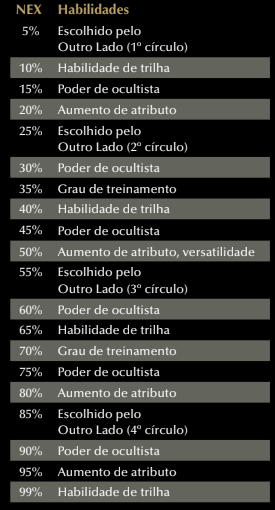 NEX Habilidades
5% Escolhido pelo
Outro Lado (1º círculo)
10% Habilidade de trilha
15% Poder de ocultista
20% Aumento de atributo
25% Escolhido pelo
Outro Lado (2º círculo)
30% Poder de ocultista
35% Grau de treinamento
40% Habilidade de trilha
45% Poder de ocultista
50% Aumento de atributo, versatilidade
55% Escolhido pelo
Outro Lado (3º círculo)
60% Poder de ocultista
65% Habilidade de trilha
70% Grau de treinamento
75% Poder de ocultista
80% Aumento de atributo
85% Escolhido pelo
Outro Lado (4º círculo)
90% Poder de ocultista
95% Aumento de atributo
99% Habilidade de trilha